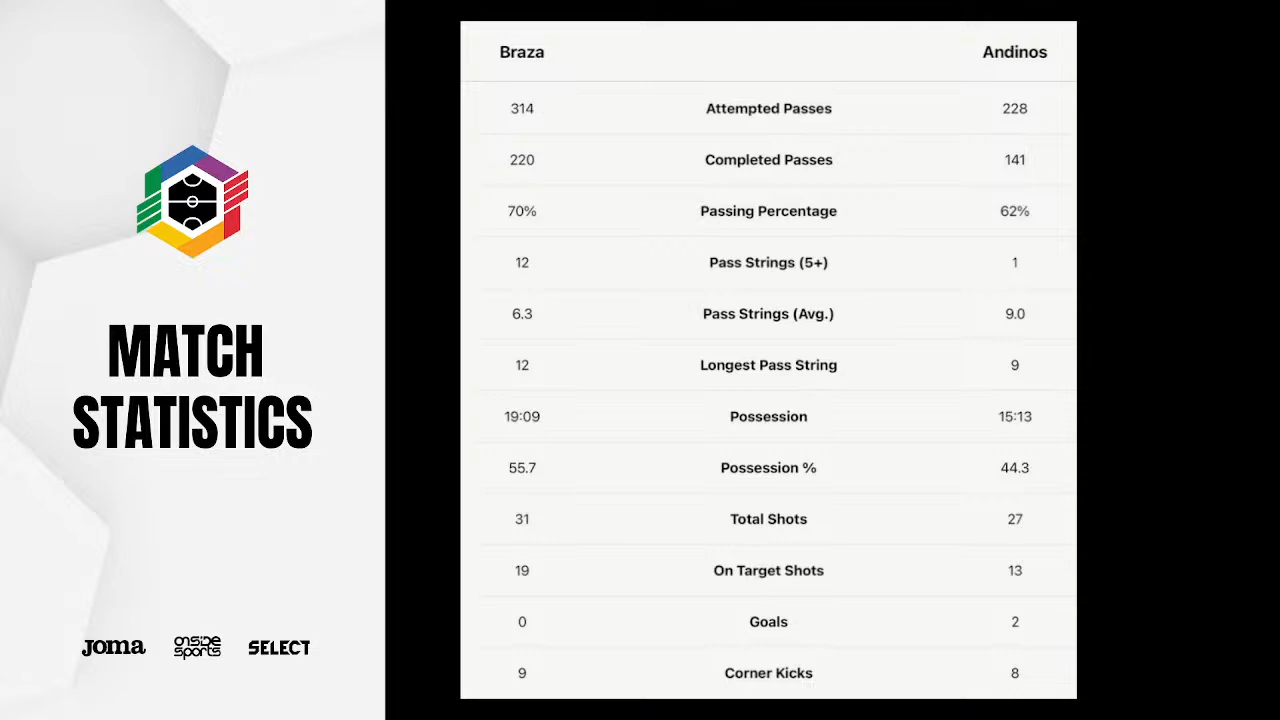 MATCH
STATISTICS
Joma onside sports SELECT
Braza Andinos
314 Attempted Passes 228
220 Completed Passes 141
70% Passing Percentage 62%
12 Pass Strings (5+) 1
6.3 Pass Strings (Avg.) 9.0
12 Longest Pass String 9
19:09 Possession 15:13
55.7 Possession % 44.3
31 Total Shots 27
19 On Target Shots 13
0 Goals 2
9 Corner Kicks 8